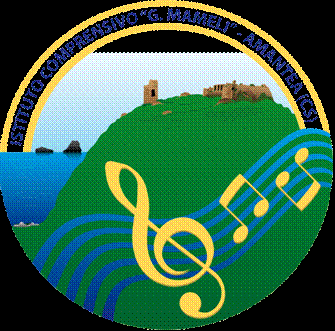 ISTITUTO COMPRENSIVO "G. MAMELI" - AMANTEA (CS)